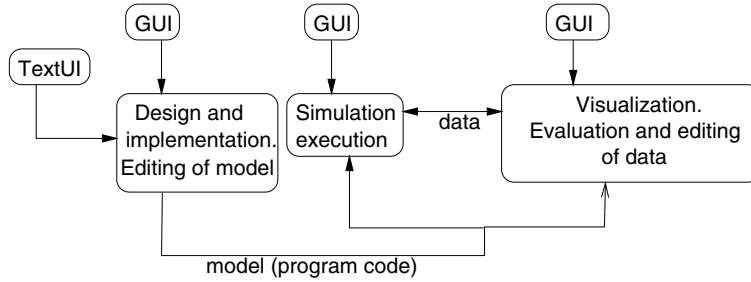 GUI
GUI
GUI
TextUI
Design and
implementation.
Editing of model
Simulation
execution
data
Visualization.
Evaluation and editing
of data
model (program code)